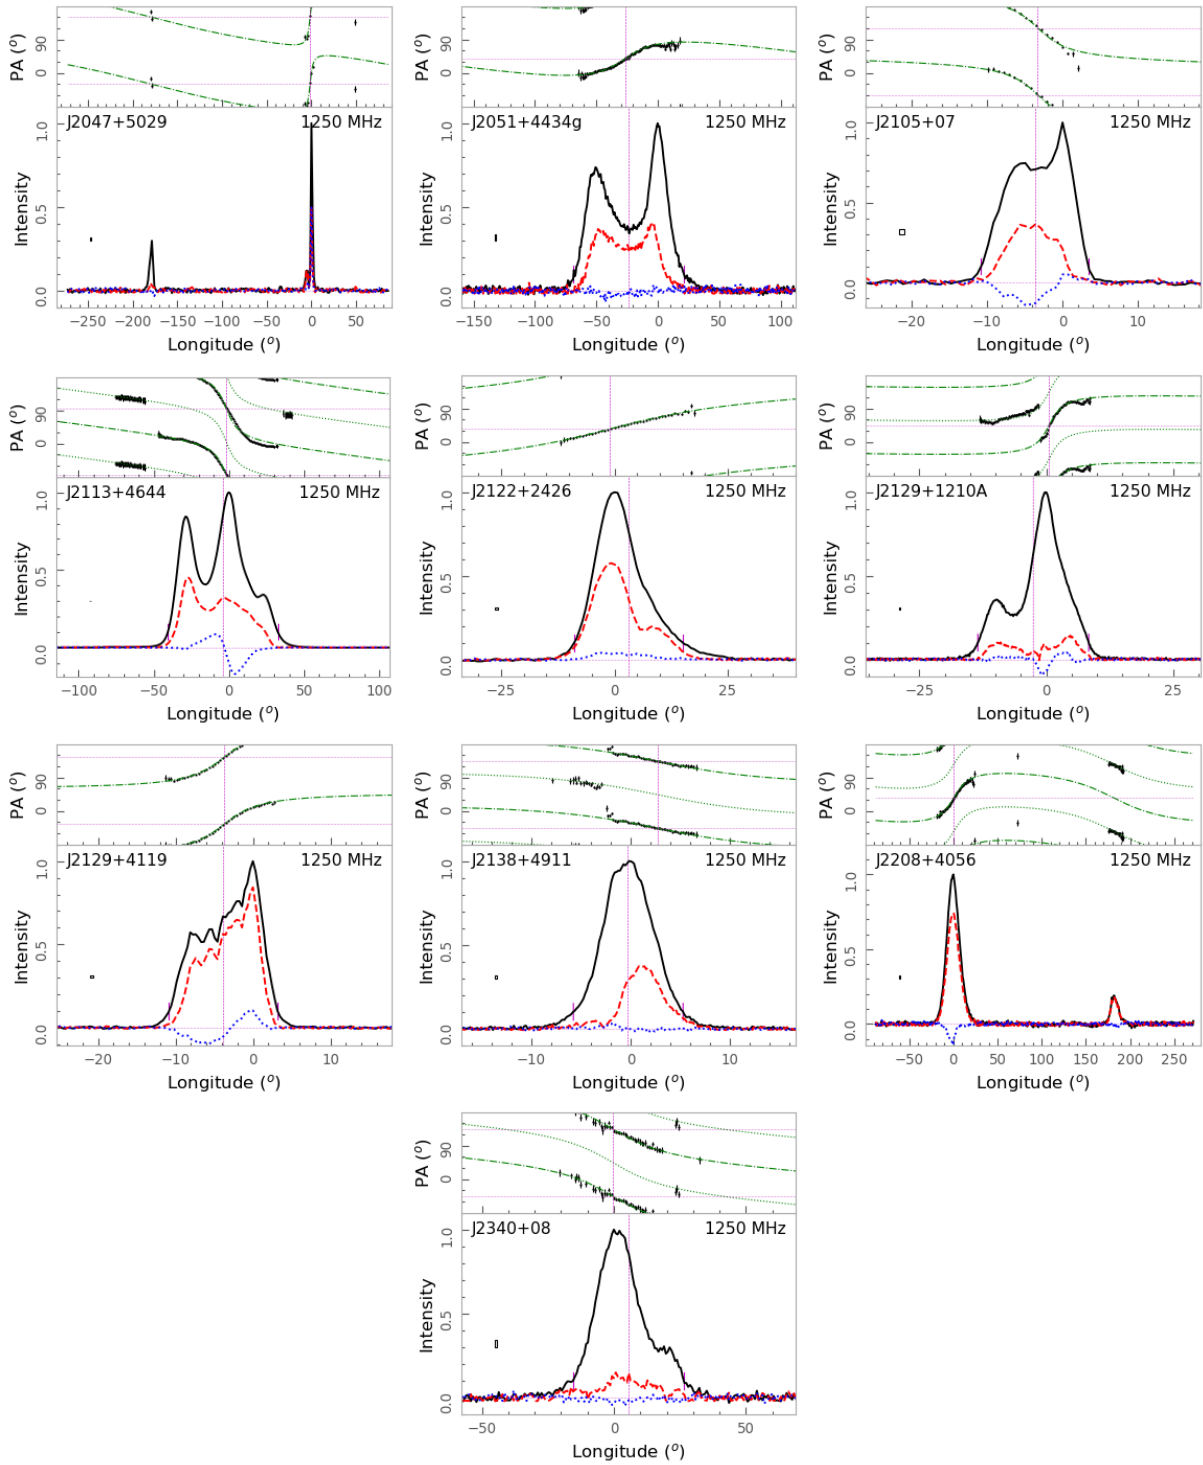 PA (°) 90 0
J2047+5029 1250 MHz
Intensity 1.0 0.5 0.0
−250 −200 −150 −100 −50 0 50
Longitude (°)
PA (°) 90 0
J2051+4434g 1250 MHz
Intensity 1.0 0.5 0.0
−150 −100 −50 0 50 100
Longitude (°)
PA (°) 90 0
J2105+07 1250 MHz
Intensity 1.0 0.5 0.0
−20 −10 0 10
Longitude (°)
PA (°) 90 0
J2113+4644 1250 MHz
Intensity 1.0 0.5 0.0
−100 −50 0 50 100
Longitude (°)
PA (°) 90 0
J2122+2426 1250 MHz
Intensity 1.0 0.5 0.0
−25 0 25
Longitude (°)
PA (°) 90 0
J2129+1210A 1250 MHz
Intensity 1.0 0.5 0.0
−25 0 25
Longitude (°)
PA (°) 90 0
J2129+4119 1250 MHz
Intensity 1.0 0.5 0.0
−20 −10 0 10
Longitude (°)
PA (°) 90 0
J2138+4911 1250 MHz
Intensity 1.0 0.5 0.0
−10 0 10
Longitude (°)
PA (°) 90 0
J2208+4056 1250 MHz
Intensity 1.0 0.5 0.0
−50 0 50 100 150 200 250
Longitude (°)
PA (°) 90 0
J2340+08 1250 MHz
Intensity 1.0 0.5 0.0
−50 0 50
Longitude (°)